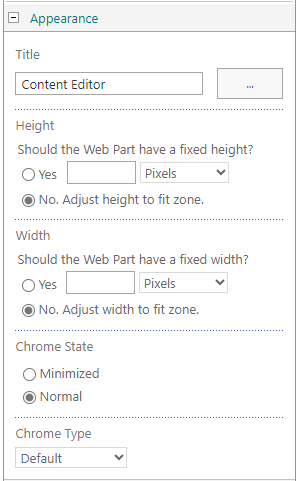 Appearance
Title
Content Editor
...
Height
Should the Web Part have a fixed height?
Yes Pixels
No. Adjust height to fit zone.
Width
Should the Web Part have a fixed width?
Yes Pixels
No. Adjust width to fit zone.
Chrome State
Minimized
Normal
Chrome Type
Default